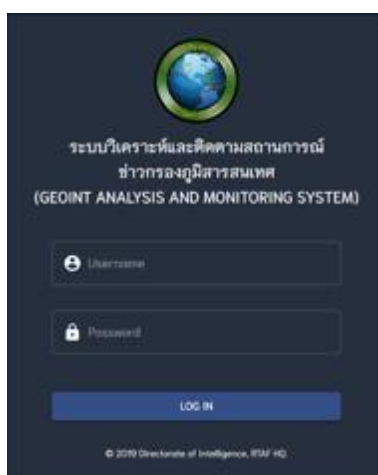 ระบบวิเคราะห์และติดตามสถานการณ์
ข่าวกรองภูมิสารสนเทศ
(GEOINT ANALYSIS AND MONITORING SYSTEM)
Username
Password
LOG IN
© 2019 Directorate of Intelligence, RTAF HQ.